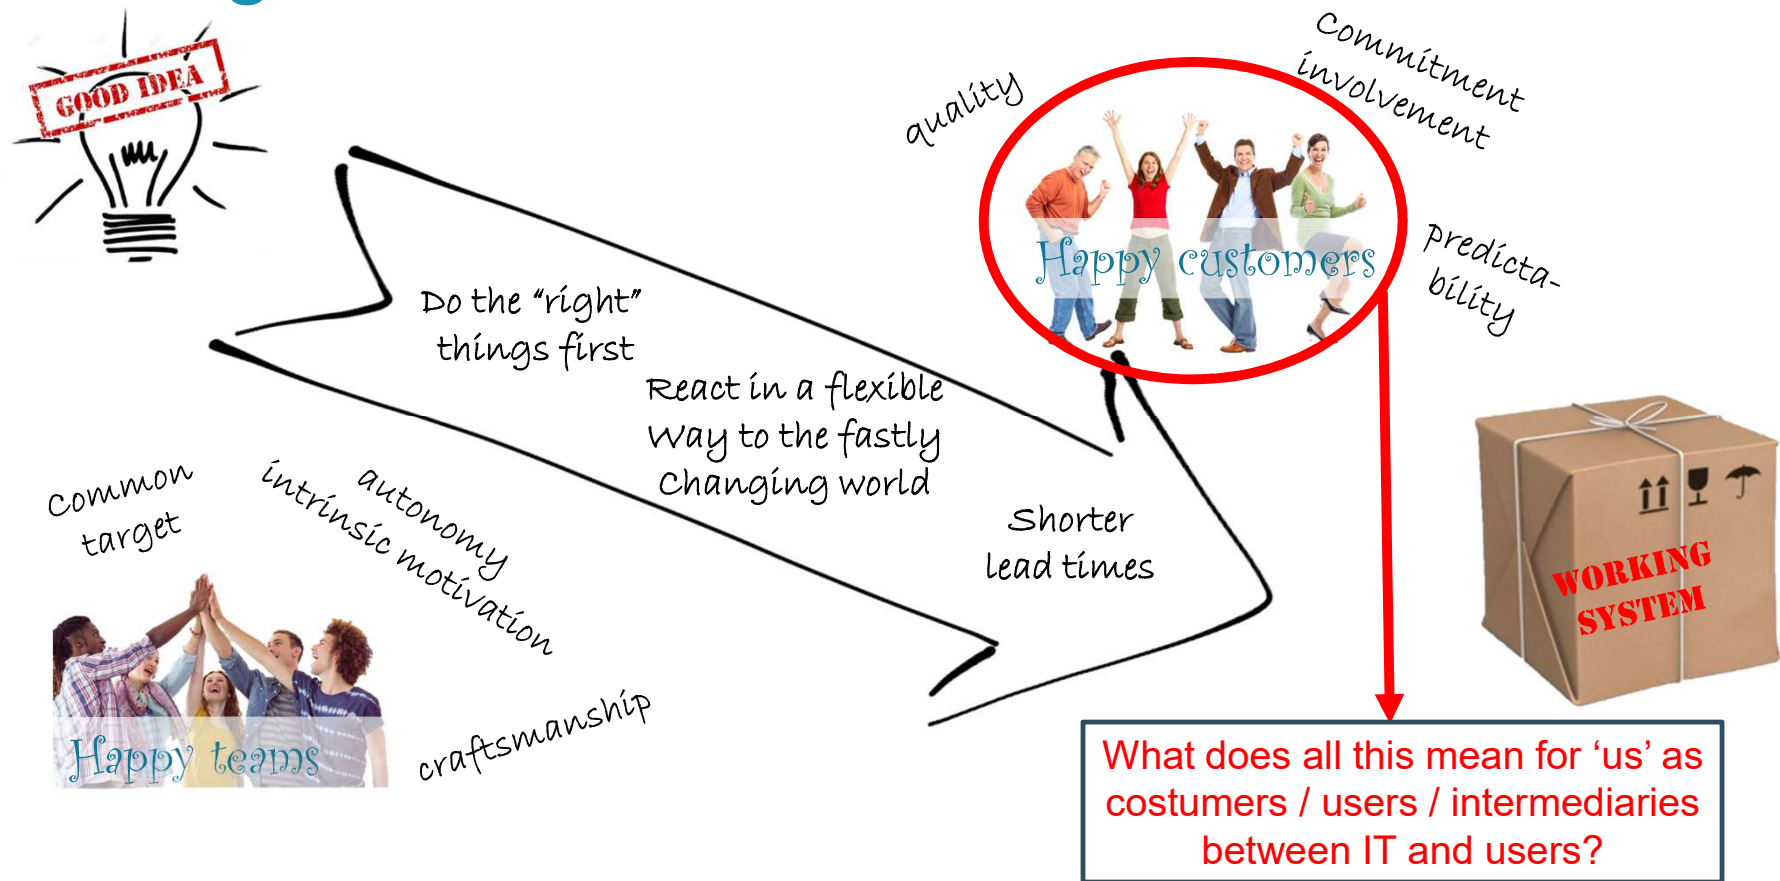 GOOD IDEA
quality
Commitment
involvement
Happy customers
predicta-
bility
Do the “right”
things first
React in a flexible
Way to the fastly
Changing world
Shorter
lead times
common
target
autonomy
intrinsic motivation
craftsmanship
Happy teams
WORKING
SYSTEM
What does all this mean for ‘us’ as
costumers / users / intermediaries
between IT and users?